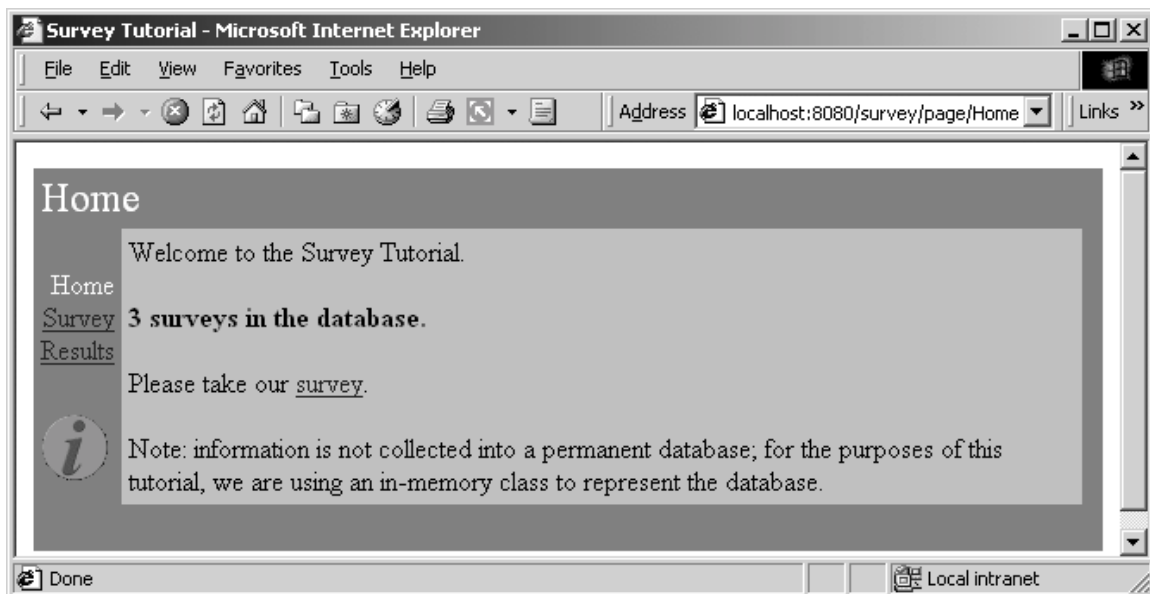 Survey Tutorial - Microsoft Internet Explorer
File Edit View Favorites Tools Help
Address localhost:8080/survey/page/Home Links »
Home
Welcome to the Survey Tutorial.
Home
Survey 3 surveys in the database.
Results
Please take our survey.
i
Note: information is not collected into a permanent database; for the purposes of this
tutorial, we are using an in-memory class to represent the database.
Done Local intranet